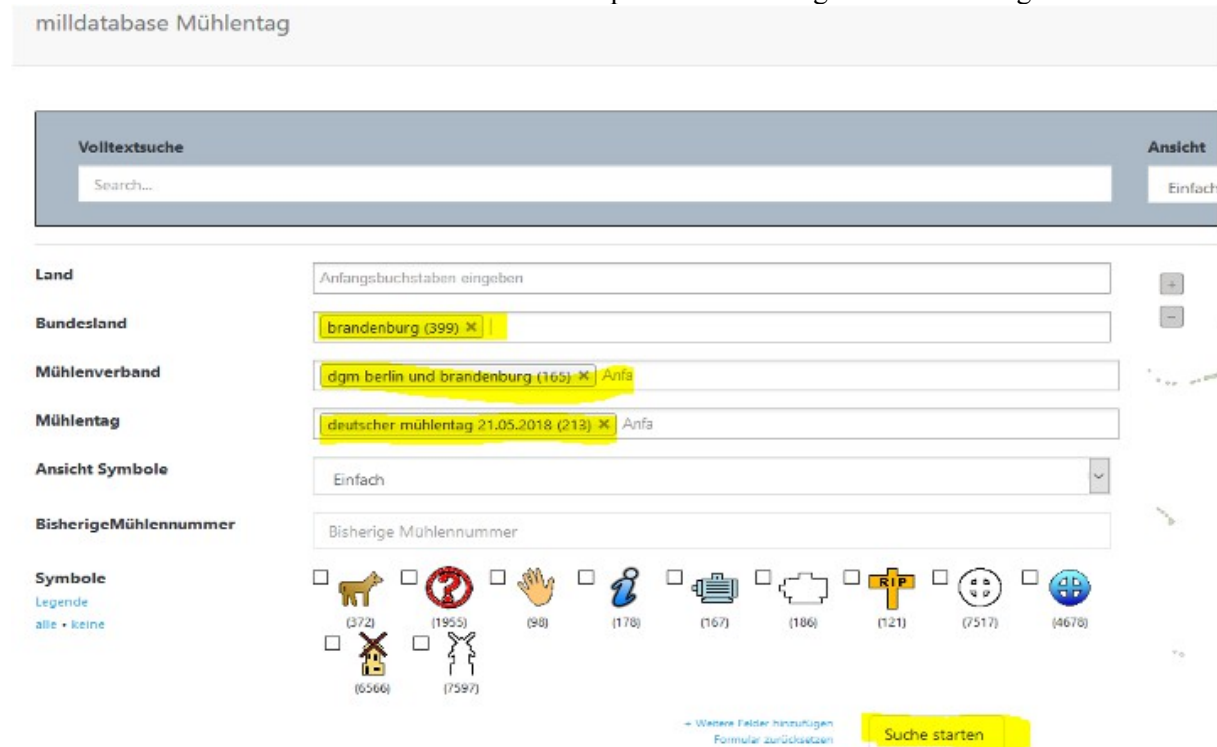 milldatabase Mühlentag
Volltextsuche
Ansicht
Search...
Einfach
Land
Anfangsbuchstaben eingeben
Bundesland
brandenburg (399) ×
Mühlenverband
dgm berlin und brandenburg (165) × Anfa
Mühlentag
deutscher mühlentag 21.05.2018 (213) × Anfa
Ansicht Symbole
Einfach
BisherigeMühlennummer
Bisherige Mühlennummer
Symbole
Legende
alle • keine
RIP
(372) (1955) (98) (178) (167) (186) (121) (7517) (4678)
(6566) (7597)
+ Weitere Felder hinzufügen
Formular zurücksetzen
Suche starten